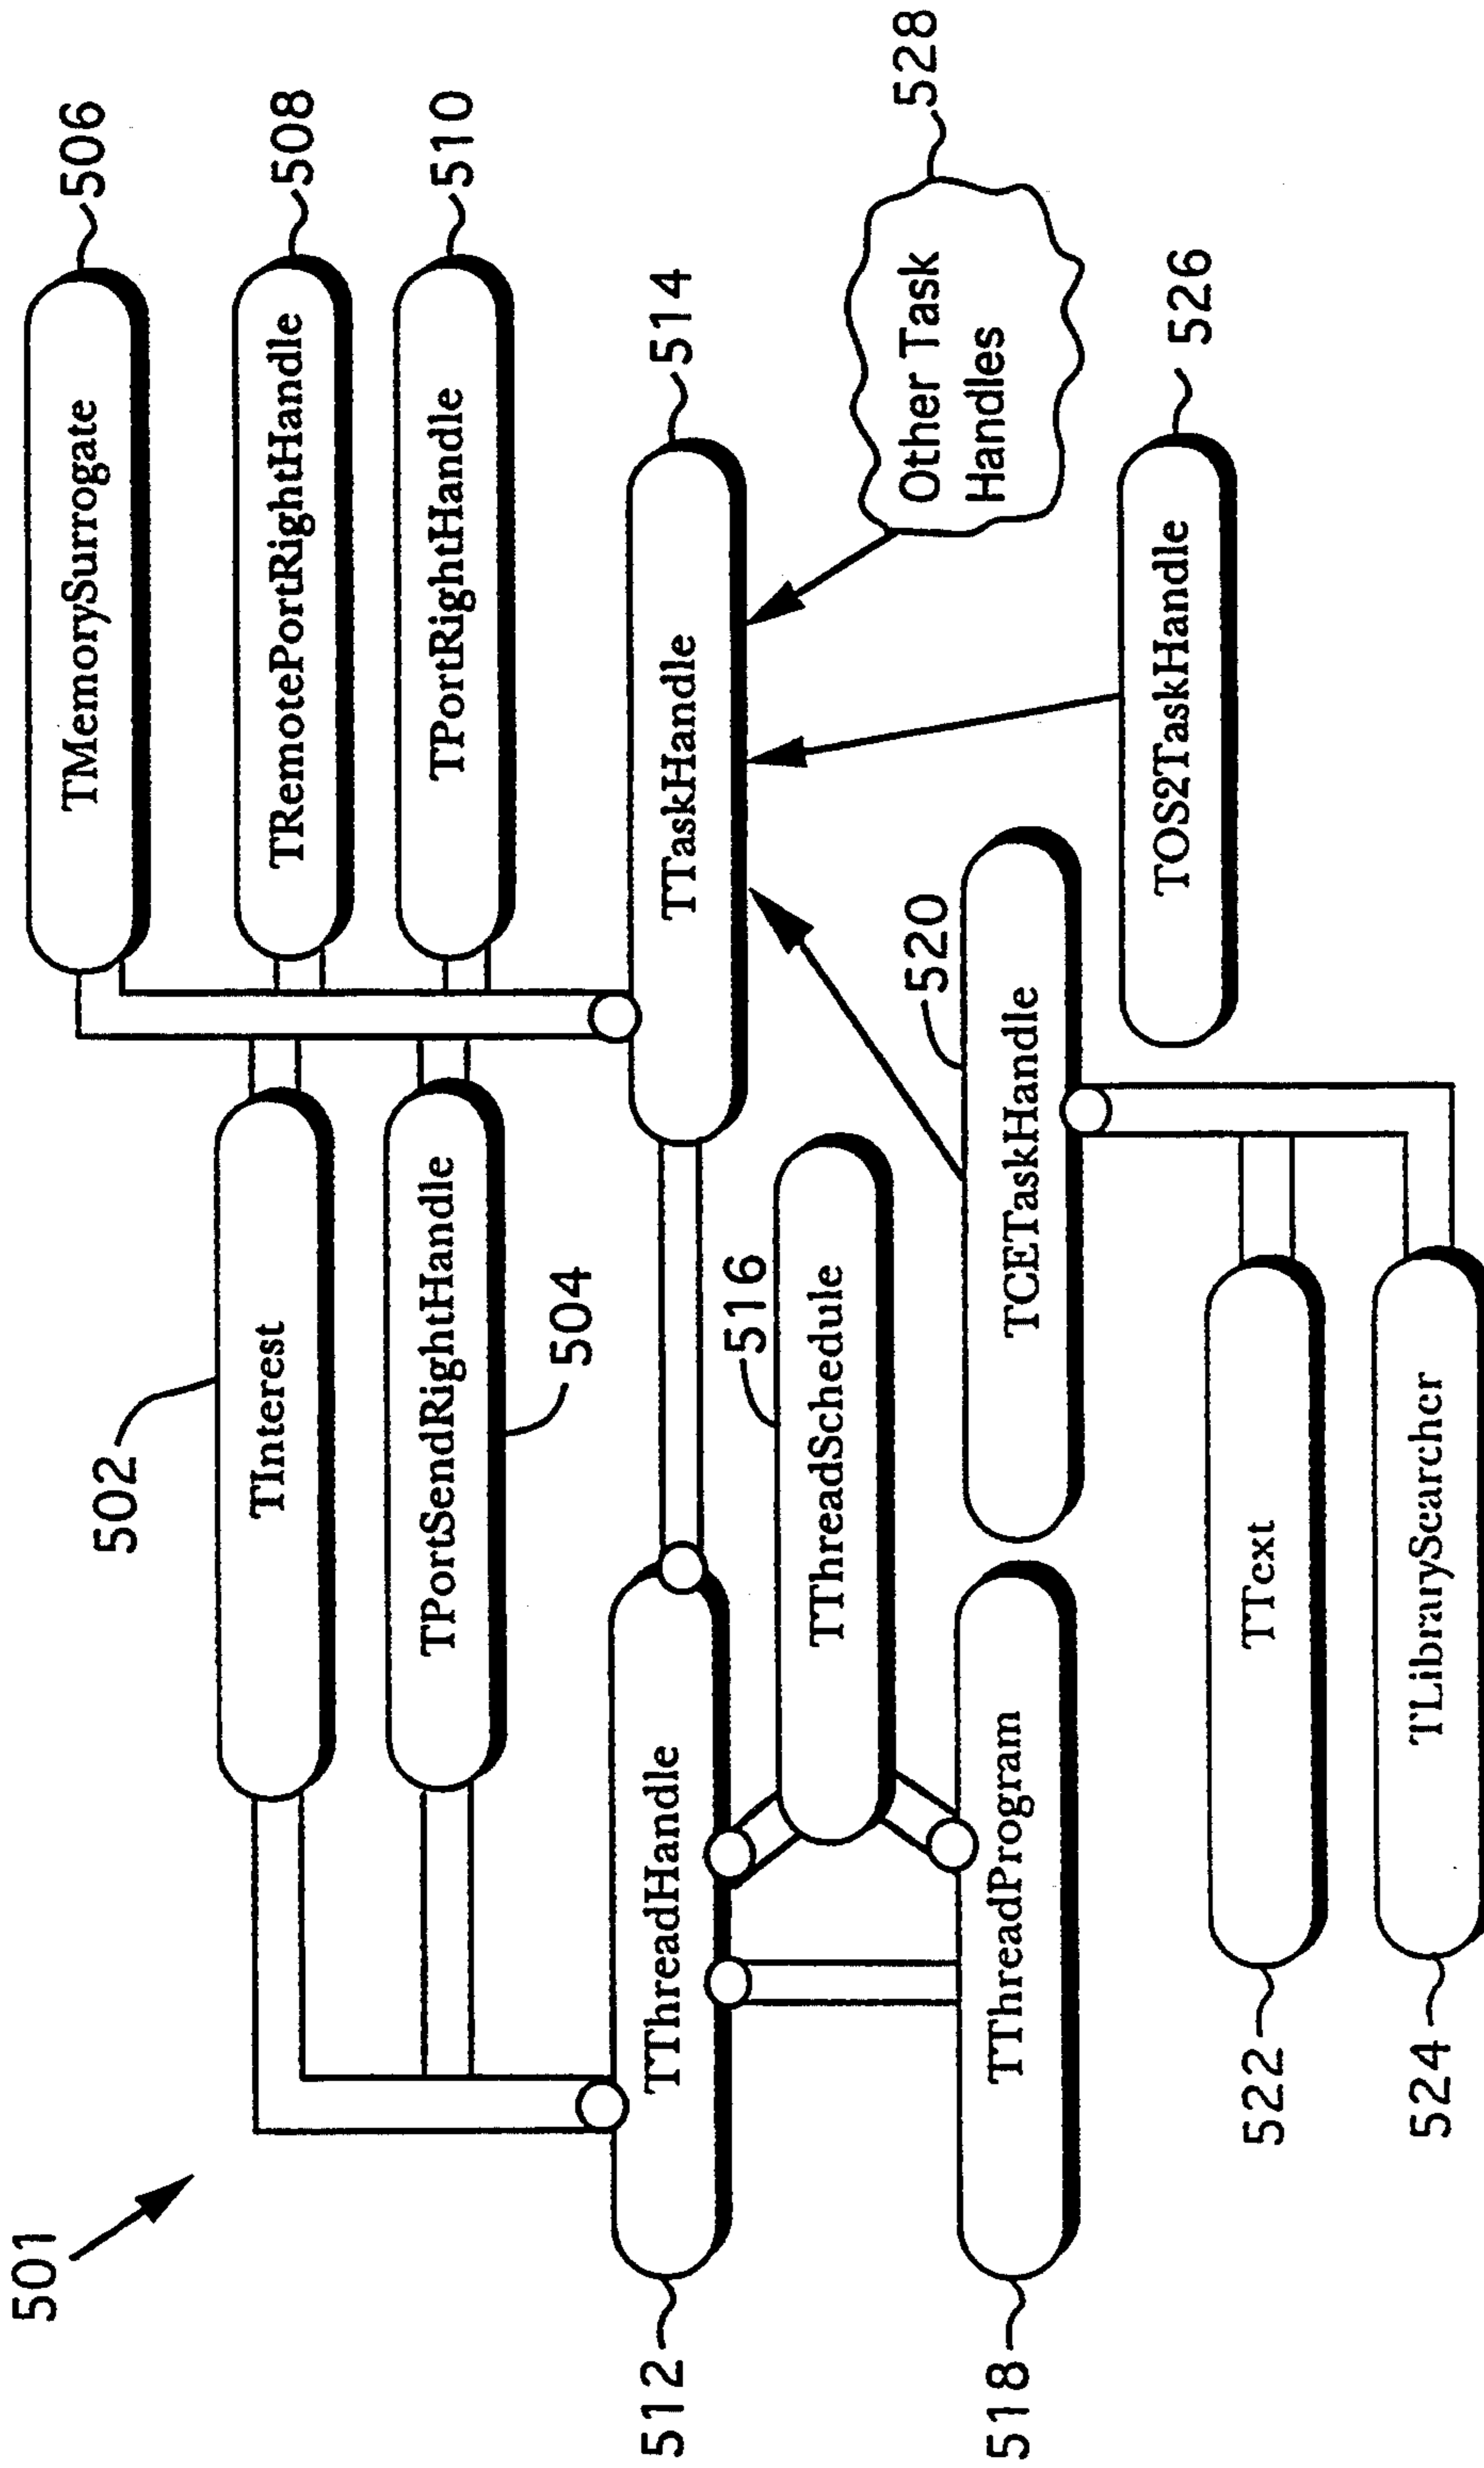 501
TMemorySurrogate
506
502
TInterest
TRemotePortRightHandle
508
TPortSendRightHandle
TPortRightHandle
510
504
512
TThreadHandle
TTaskHandle
514
516
TThreadSchedule
528
Other Task
Handles
520
518
TThreadProgram
TCETaskHandle
TOS2TaskHandle
526
522
TText
524
TLibrarySearcher